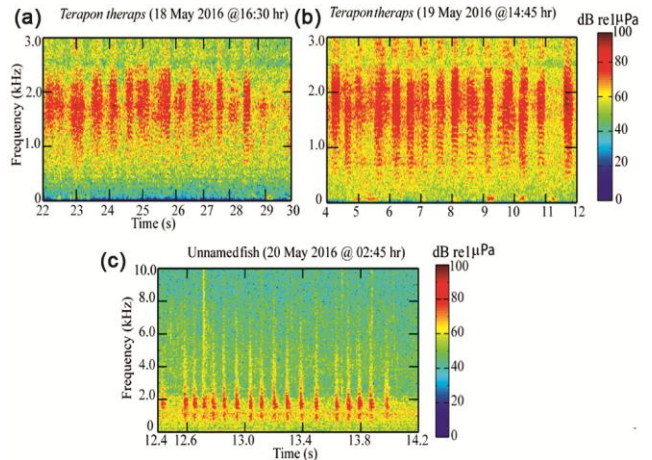 (a) Terapon theraps (18 May 2016 @16:30 hr)
(b) Terapon theraps (19 May 2016 @14:45 hr)
dB re1µPa
3.0
2.0
1.0
0
Frequency (kHz)
22 23 24 25 26 27 28 29 30
Time (s)
3.0
2.0
1.0
0
4 5 6 7 8 9 10 11 12
100
80
60
40
20
0
(c) Unnamed fish (20 May 2016 @ 02:45 hr)
dB re1µPa
10.0
8.0
6.0
4.0
2.0
0
Frequency (kHz)
12.4 12.6 13.0 13.4 13.8 14.2
Time (s)
100
80
60
40
20
0